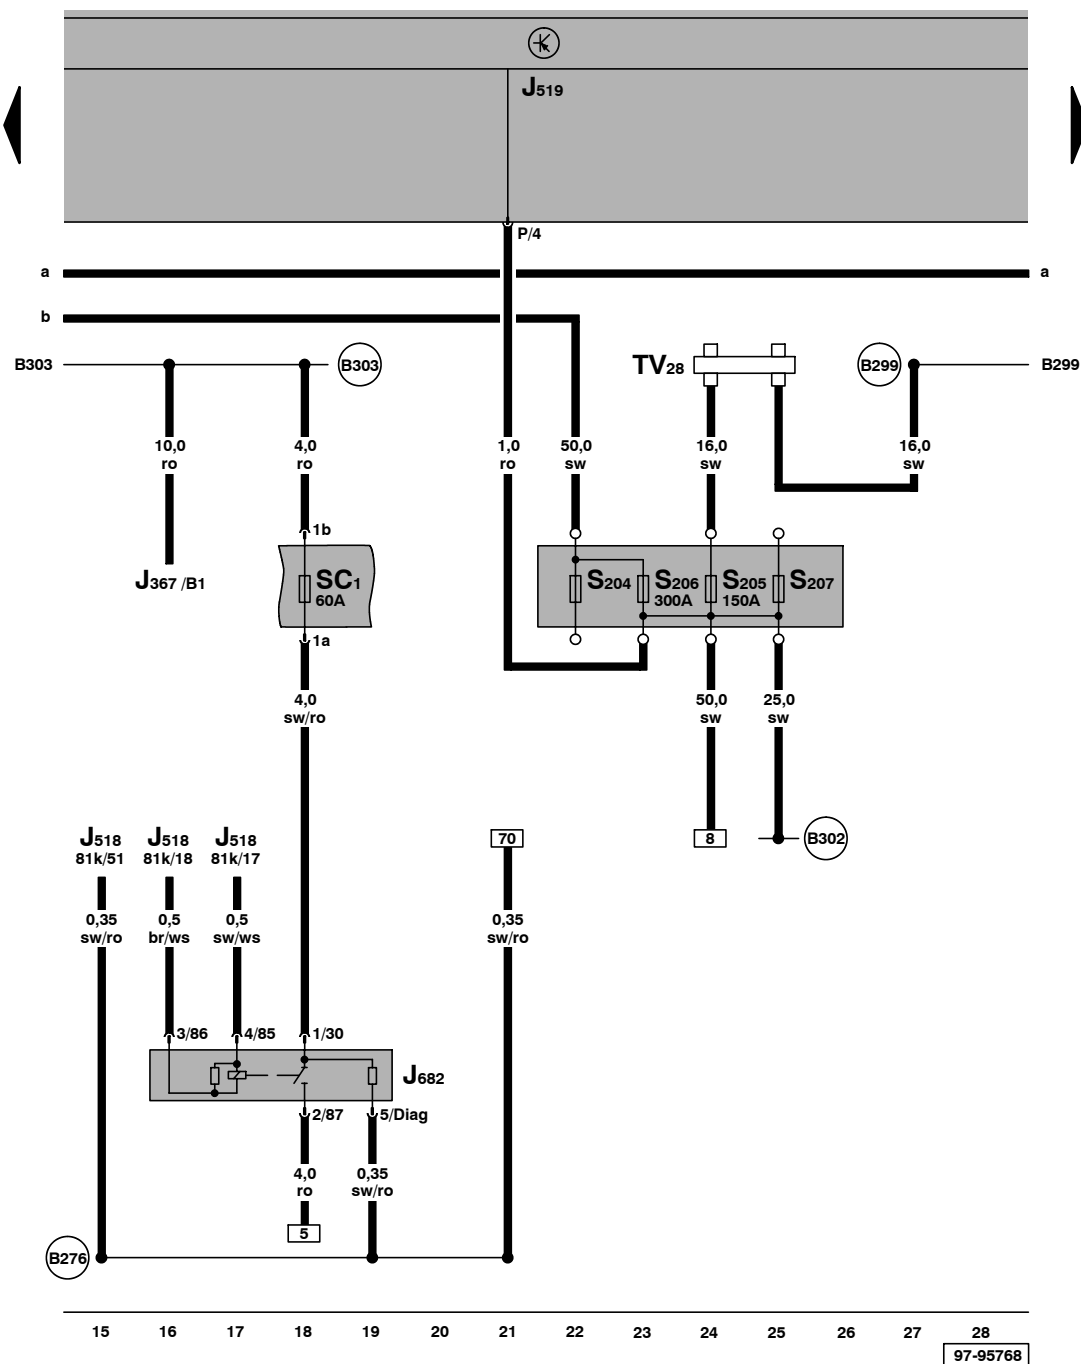 J519
P/4
a a
b
B303 B303 TV28 B299 B299
10,0 4,0 1,0 50,0 16,0 16,0
ro ro ro sw sw sw
1b
J367 /B1 SC1 S204 S206 S205 S207
60A 300A 150A
1a
4,0 50,0 25,0
sw/ro sw sw
J518 J518 J518 70 8 B302
81k/51 81k/18 81k/17
0,35 0,5 0,5 0,35
sw/ro br/ws sw/ws sw/ro
3/86 4/85 1/30
J682
2/87 5/Diag
4,0 0,35
ro sw/ro
5
B276
15 16 17 18 19 20 21 22 23 24 25 26 27 28
97-95768